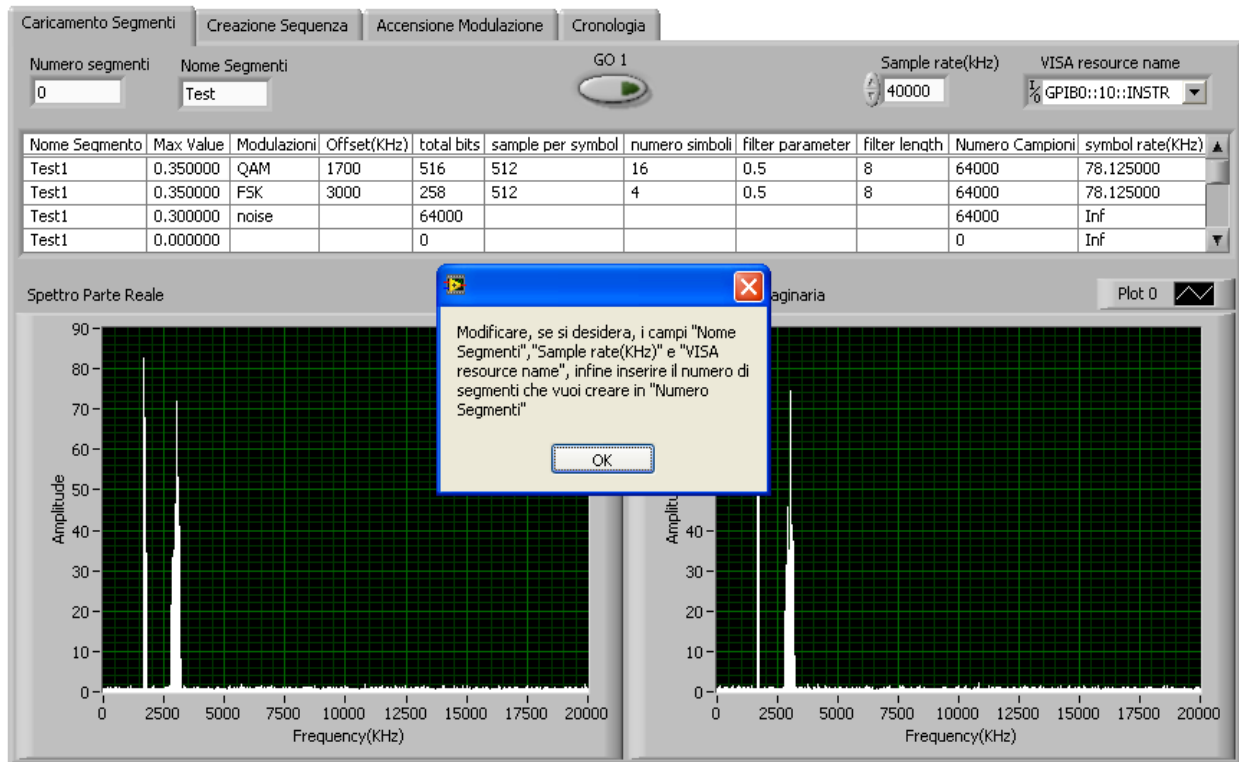 Caricamento Segmenti Creazione Sequenza Accensione Modulazione Cronologia
Numero segmenti Nome Segmenti GO 1 Sample rate(kHz) VISA resource name
0 Test 40000 GPIB0::10::INSTR
Nome Segmento Max Value Modulazioni Offset(KHz) total bits sample per symbol numero simboli filter parameter filter length Numero Campioni symbol rate(KHz)
Test1 0.350000 QAM 1700 516 512 16 0.5 8 64000 78.125000
Test1 0.350000 FSK 3000 258 512 4 0.5 8 64000 78.125000
Test1 0.300000 noise 64000 64000 Inf
Test1 0.000000 0 0 Inf
Spettro Parte Reale
aginaria
Plot 0
Modificare, se si desidera, i campi "Nome
Segmenti","Sample rate(KHz)" e "VISA
resource name", infine inserire il numero di
segmenti che vuoi creare in "Numero
Segmenti"
OK
Amplitude
90
80
70
60
50
40
30
20
10
0
0 2500 5000 7500 10000 12500 15000 17500 20000
Frequency(KHz)
Amplitud
40
30
20
10
0
0 2500 5000 7500 10000 12500 15000 17500 20000
Frequency(KHz)